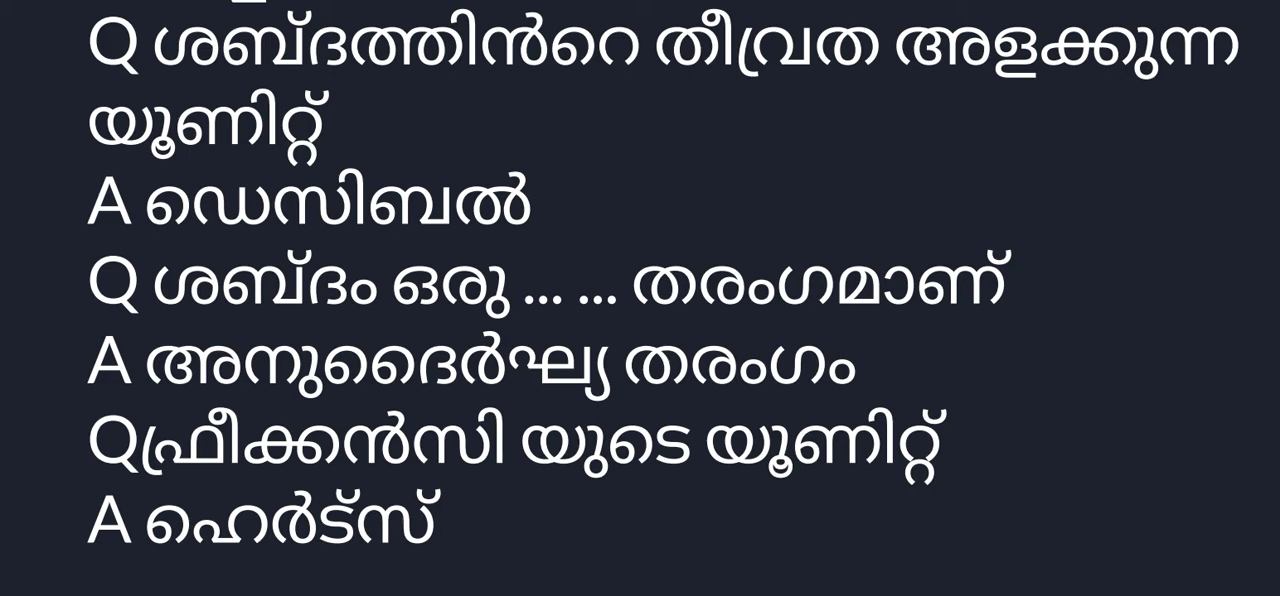 Q ശബ്ദത്തിൻറെ തീവ്രത അളക്കുന്ന
യൂണിറ്റ്
A ഡെസിബൽ
Q ശബ്ദം ഒരു ... ... തരംഗമാണ്
A അനുദൈർഘ്യ തരംഗം
Qഫ്രീക്കൻസി യുടെ യൂണിറ്റ്
A ഹെർട്സ്